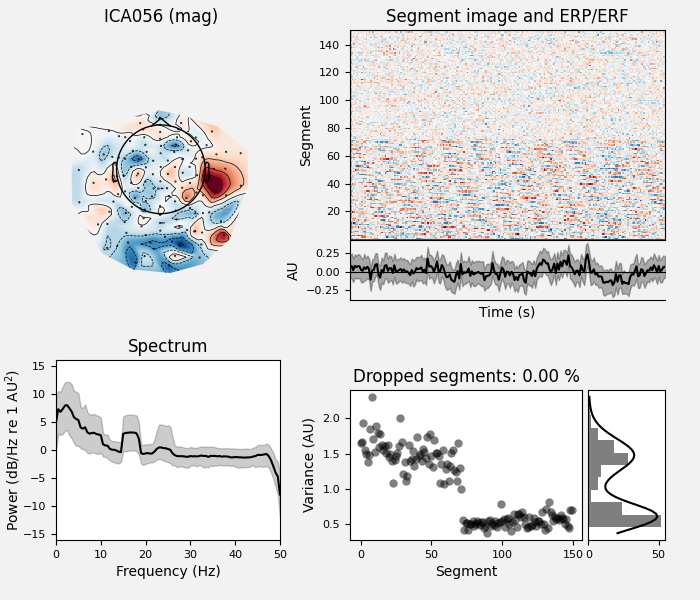 ICA056 (mag)
Segment image and ERP/ERF
Segment
140
120
100
80
60
40
20
AU
0.25
0.00
−0.25
Time (s)
Spectrum
Power (dB/Hz re 1 AU²)
15
10
5
0
−5
−10
−15
0 10 20 30 40 50
Frequency (Hz)
Dropped segments: 0.00 %
Variance (AU)
2.0
1.5
1.0
0.5
0 50 100 150
Segment
0 50